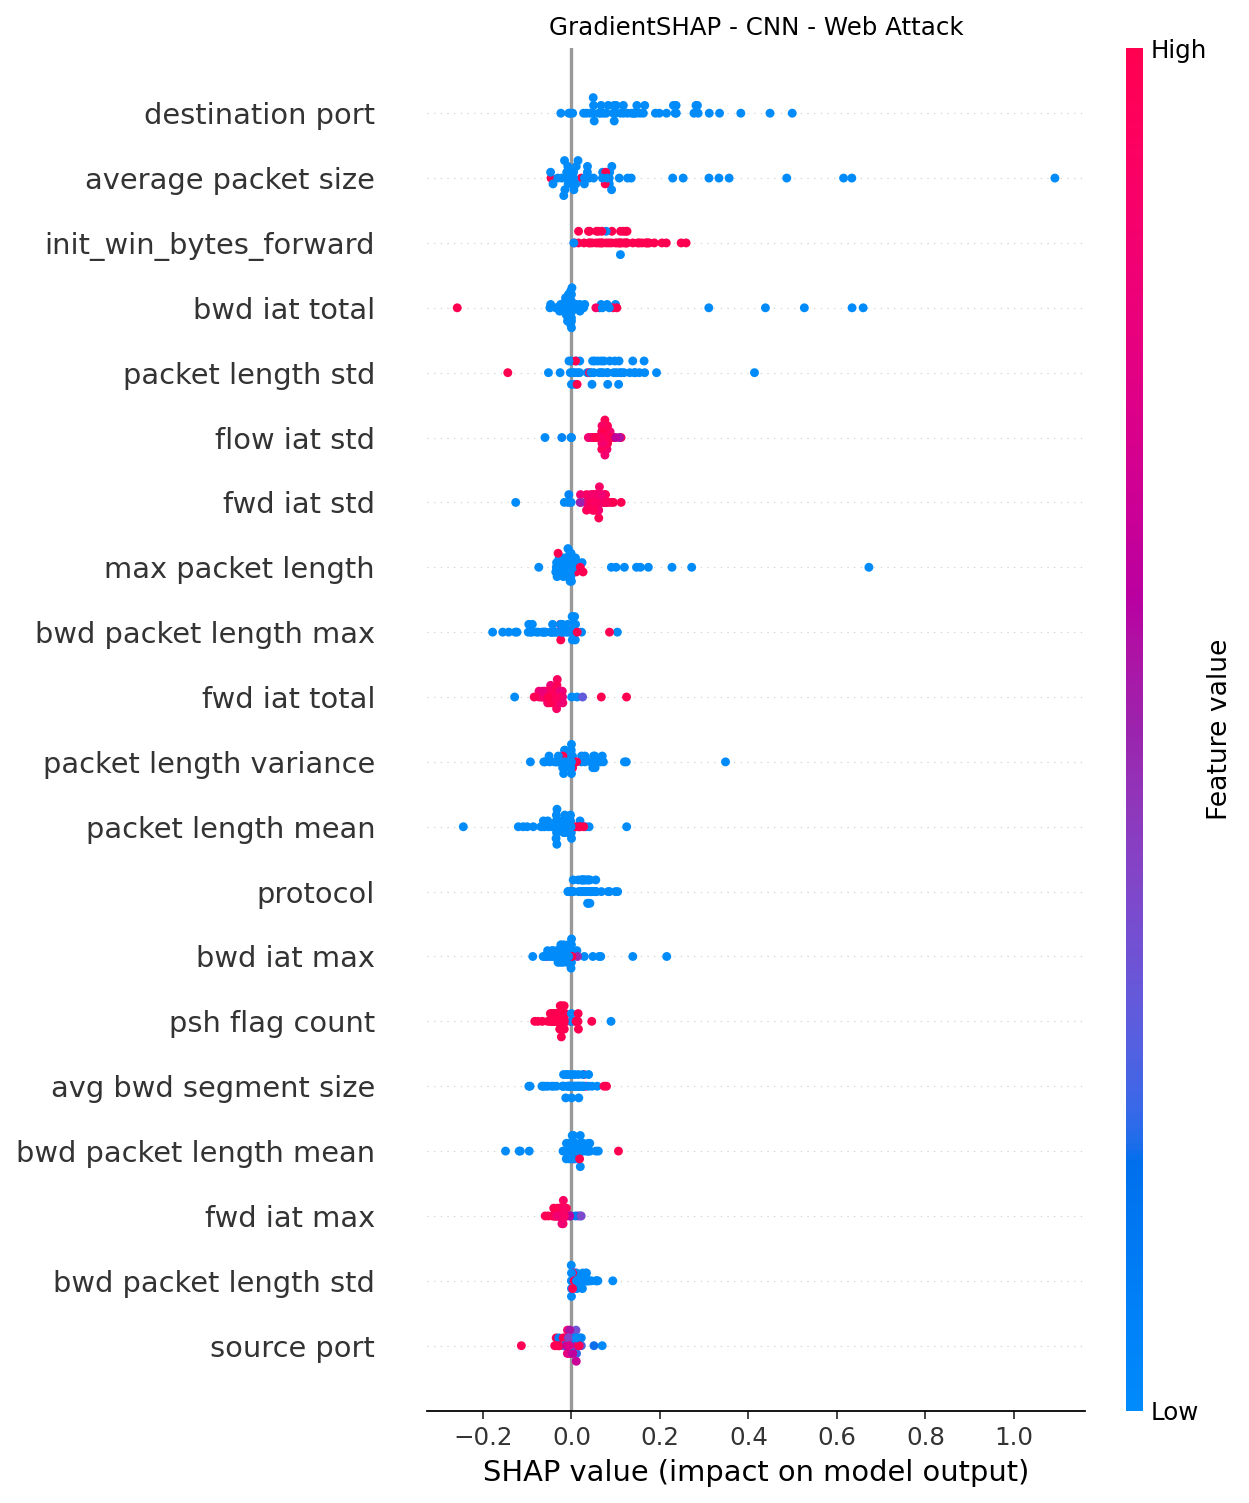 GradientSHAP - CNN - Web Attack
High
destination port
average packet size
init_win_bytes_forward
bwd iat total
packet length std
flow iat std
fwd iat std
max packet length
bwd packet length max
fwd iat total
packet length variance
packet length mean
protocol
bwd iat max
psh flag count
avg bwd segment size
bwd packet length mean
fwd iat max
bwd packet length std
source port
Feature value
Low
−0.2 0.0 0.2 0.4 0.6 0.8 1.0
SHAP value (impact on model output)